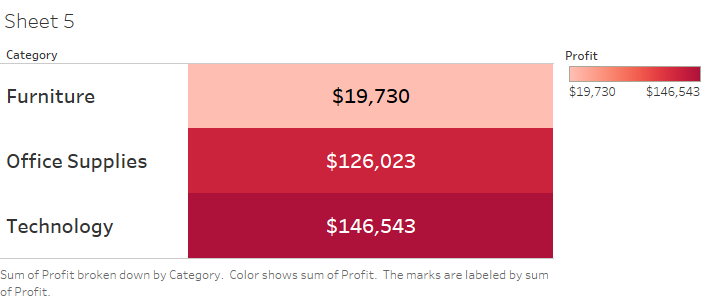 Sheet 5
Category
Profit
Furniture
$19,730
$19,730
$146,543
Office Supplies
$126,023
Technology
$146,543
Sum of Profit broken down by Category.  Color shows sum of Profit.  The marks are labeled by sum
of Profit.